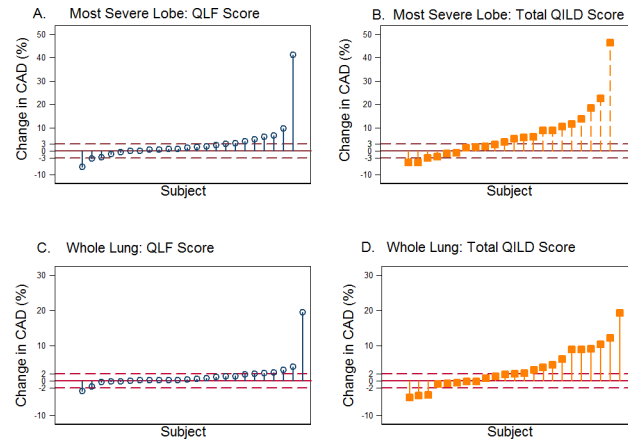 A. Most Severe Lobe: QLF Score
Change in CAD (%)
50
40
30
20
10
3
0
-3
-10
Subject
B. Most Severe Lobe: Total QILD Score
Change in CAD (%)
50
40
30
20
10
3
0
-3
-10
Subject
C. Whole Lung: QLF Score
Change in CAD (%)
30
20
10
2
0
-2
-10
Subject
D. Whole Lung: Total QILD Score
Change in CAD (%)
30
20
10
2
0
-2
-10
Subject